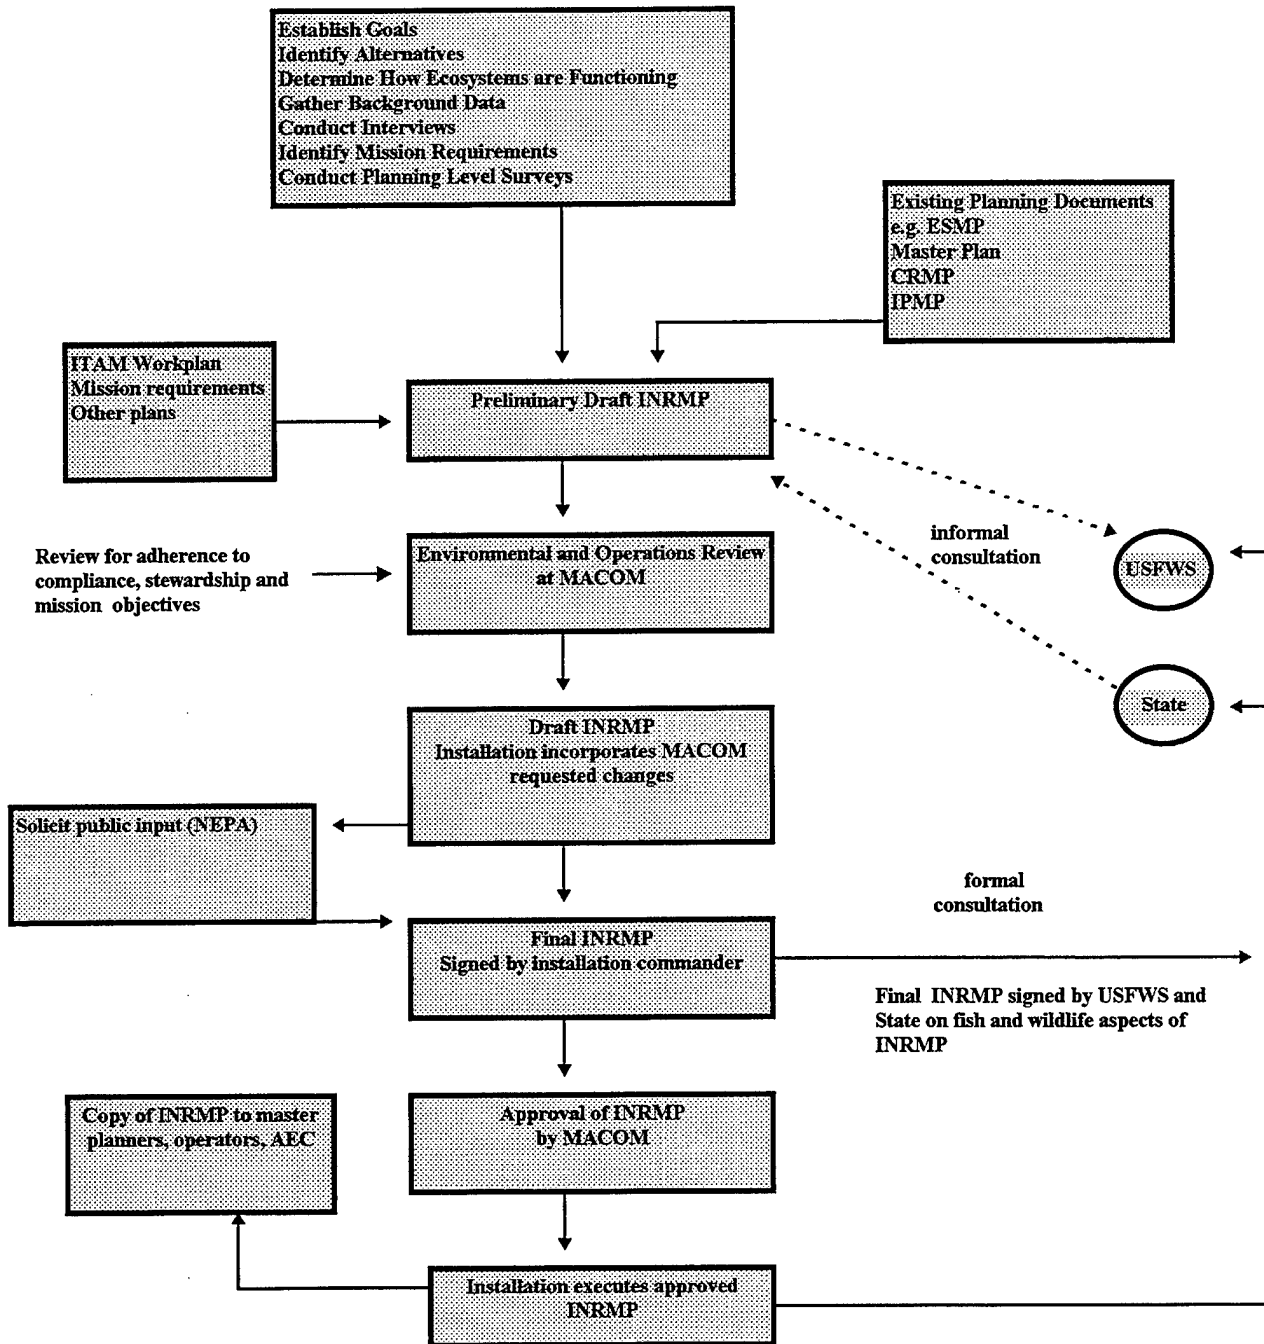 Establish Goals
Identify Alternatives
Determine How Ecosystems are Functioning
Gather Background Data
Conduct Interviews
Identify Mission Requirements
Conduct Planning Level Surveys
Existing Planning Documents
e.g. ESMP
Master Plan
CRMP
IPMP
ITAM Workplan
Mission requirements
Other plans
Preliminary Draft INRMP
informal
consultation
USFWS
Review for adherence to
compliance, stewardship and
mission objectives
Environmental and Operations Review
at MACOM
State
Draft INRMP
Installation incorporates MACOM
requested changes
Solicit public input (NEPA)
formal
consultation
Final INRMP
Signed by installation commander
Final INRMP signed by USFWS and
State on fish and wildlife aspects of
INRMP
Copy of INRMP to master
planners, operators, AEC
Approval of INRMP
by MACOM
Installation executes approved
INRMP